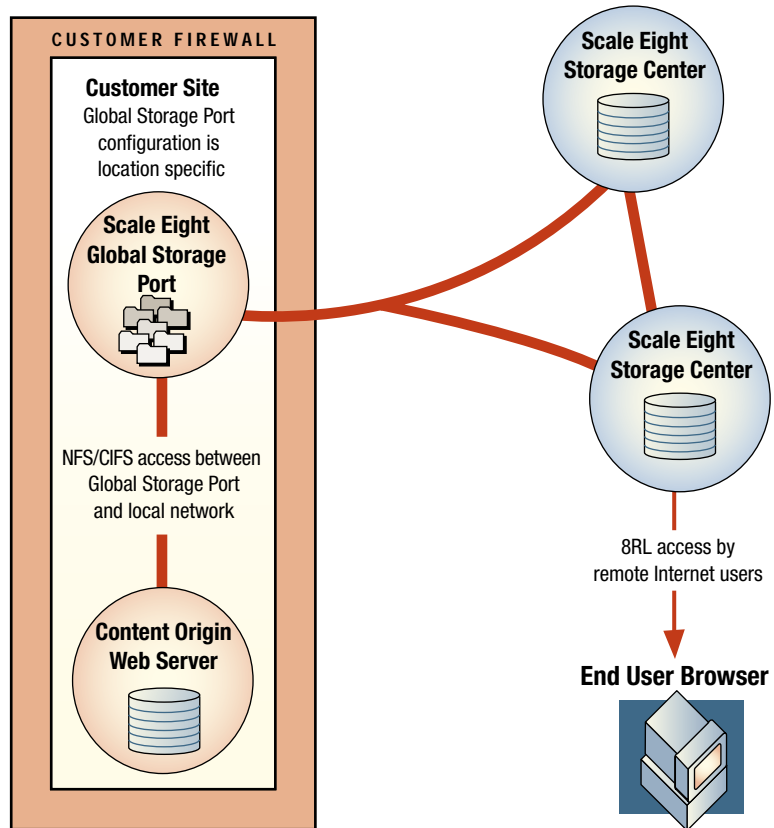 CUSTOMER FIREWALL
Customer Site
Global Storage Port
configuration is
location specific
Scale Eight
Global Storage
Port
NFS/CIFS access between
Global Storage Port
and local network
Content Origin
Web Server
Scale Eight
Storage Center
Scale Eight
Storage Center
8RL access by
remote Internet users
End User Browser